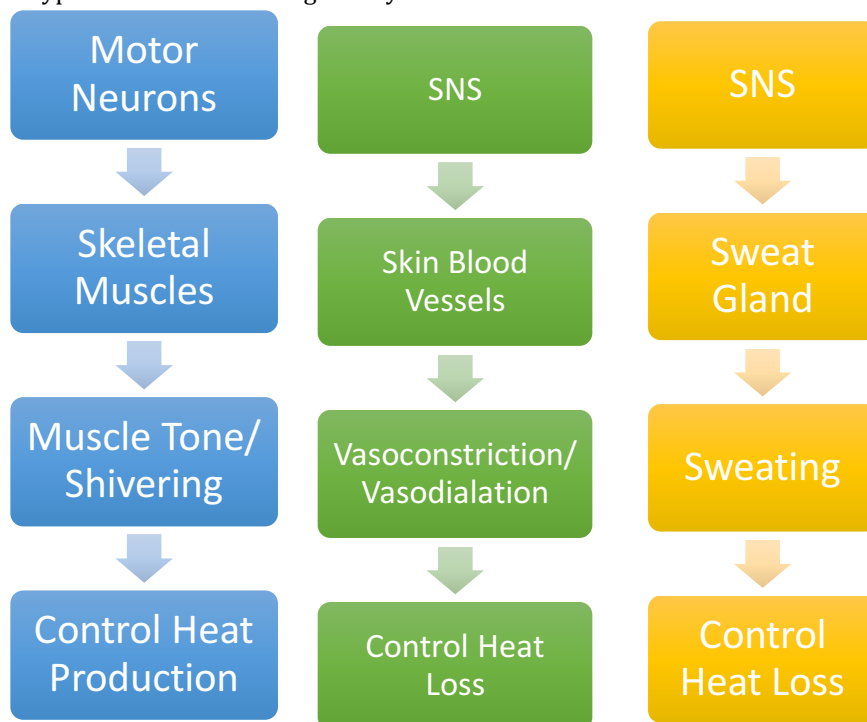 Motor
Neurons
Skeletal
Muscles
Muscle Tone/
Shivering
Control Heat
Production
SNS
Skin Blood
Vessels
Vasoconstriction/
Vasodialation
Control Heat
Loss
SNS
Sweat
Gland
Sweating
Control
Heat Loss